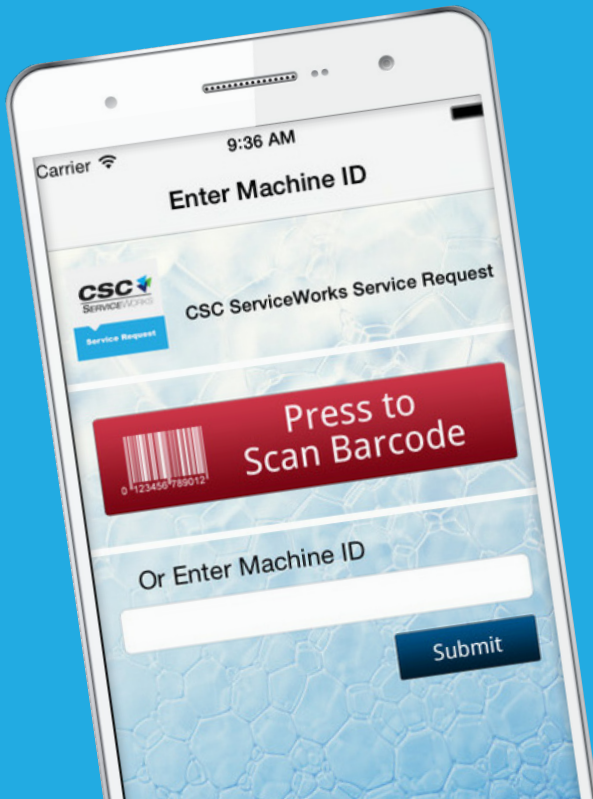 Carrier
9:36 AM
Enter Machine ID
CSC
SERVICEWORKS
Service Request
CSC ServiceWorks Service Request
Press to
Scan Barcode
0 123456 789012
Or Enter Machine ID
Submit